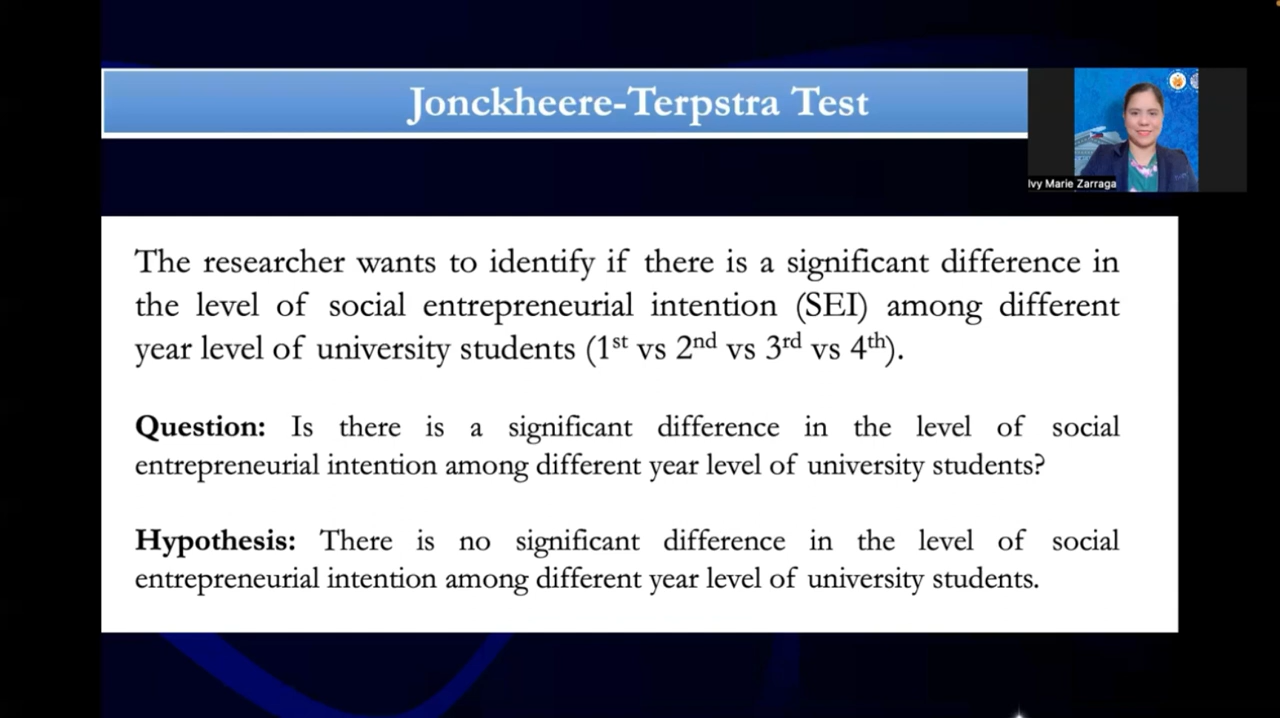 Jonckheere-Terpstra Test
Ivy Marie Zarraga
The researcher wants to identify if there is a significant difference in
the level of social entrepreneurial intention (SEI) among different
year level of university students (1st vs 2nd vs 3rd vs 4th).
Question: Is there is a significant difference in the level of social
entrepreneurial intention among different year level of university students?
Hypothesis: There is no significant difference in the level of social
entrepreneurial intention among different year level of university students.